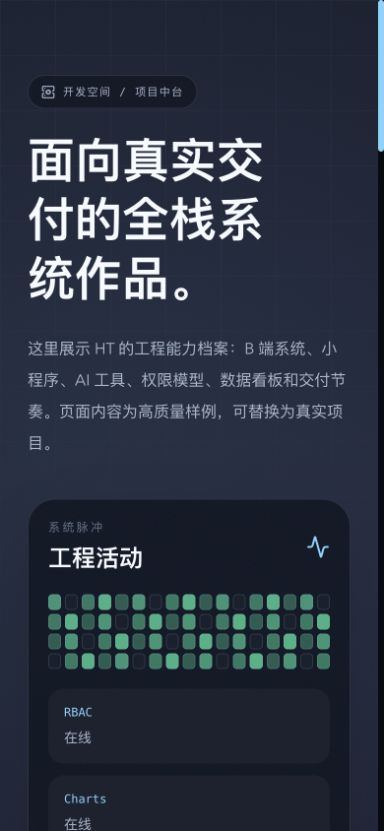 开发空间 / 项目中台
面向真实交
付的全栈系
统作品。
这里展示 HT 的工程能力档案：B 端系统、小
程序、AI 工具、权限模型、数据看板和交付节
奏。页面内容为高质量样例，可替换为真实项
目。
系统脉冲
工程活动
RBAC
在线
Charts
在线